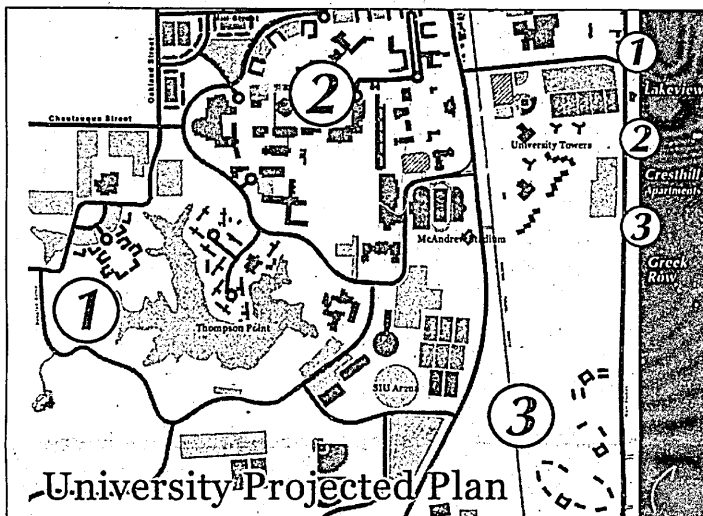 Oakland Street
Chautauqua Street
2
University Towers
McAndrew Stadium
1
Thompson Point
SIU Arena
3
University Projected Plan
1
Lakeview
2
Cresthill
Apartments
3
Greek
Row